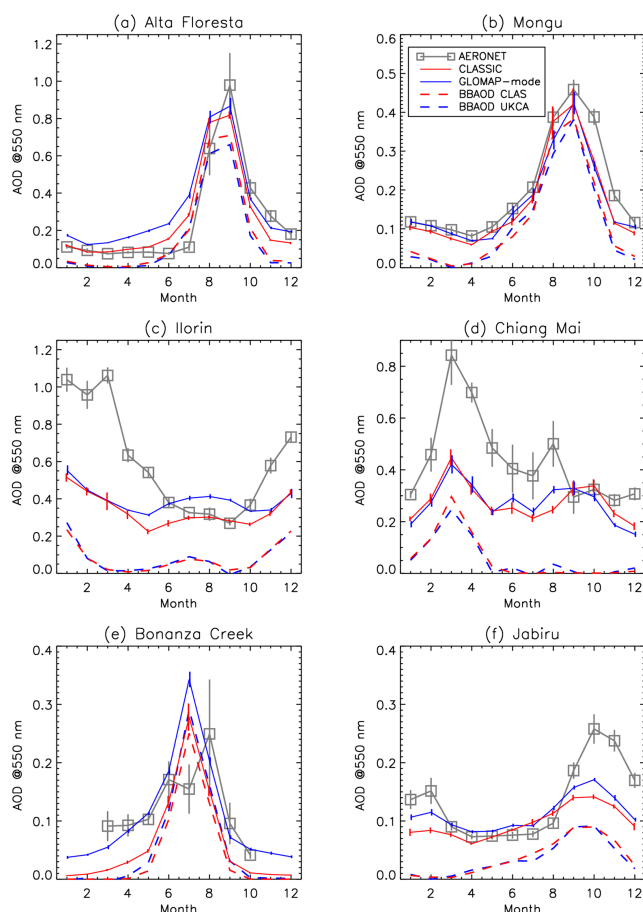 (a) Alta Floresta
AOD @550 nm
1.2
1.0
0.8
0.6
0.4
0.2
0.0
2 4 6 8 10 12
Month
(b) Mongu
AOD @550 nm
0.6
0.5
0.4
0.3
0.2
0.1
0.0
AERONET
CLASSIC
GLOMAP-mode
BBAOD CLAS
BBAOD UKCA
2 4 6 8 10 12
Month
(c) Ilorin
AOD @550 nm
1.2
1.0
0.8
0.6
0.4
0.2
0.0
2 4 6 8 10 12
Month
(d) Chiang Mai
AOD @550 nm
0.8
0.6
0.4
0.2
0.0
2 4 6 8 10 12
Month
(e) Bonanza Creek
AOD @550 nm
0.4
0.3
0.2
0.1
0.0
2 4 6 8 10 12
Month
(f) Jabiru
AOD @550 nm
0.4
0.3
0.2
0.1
0.0
2 4 6 8 10 12
Month